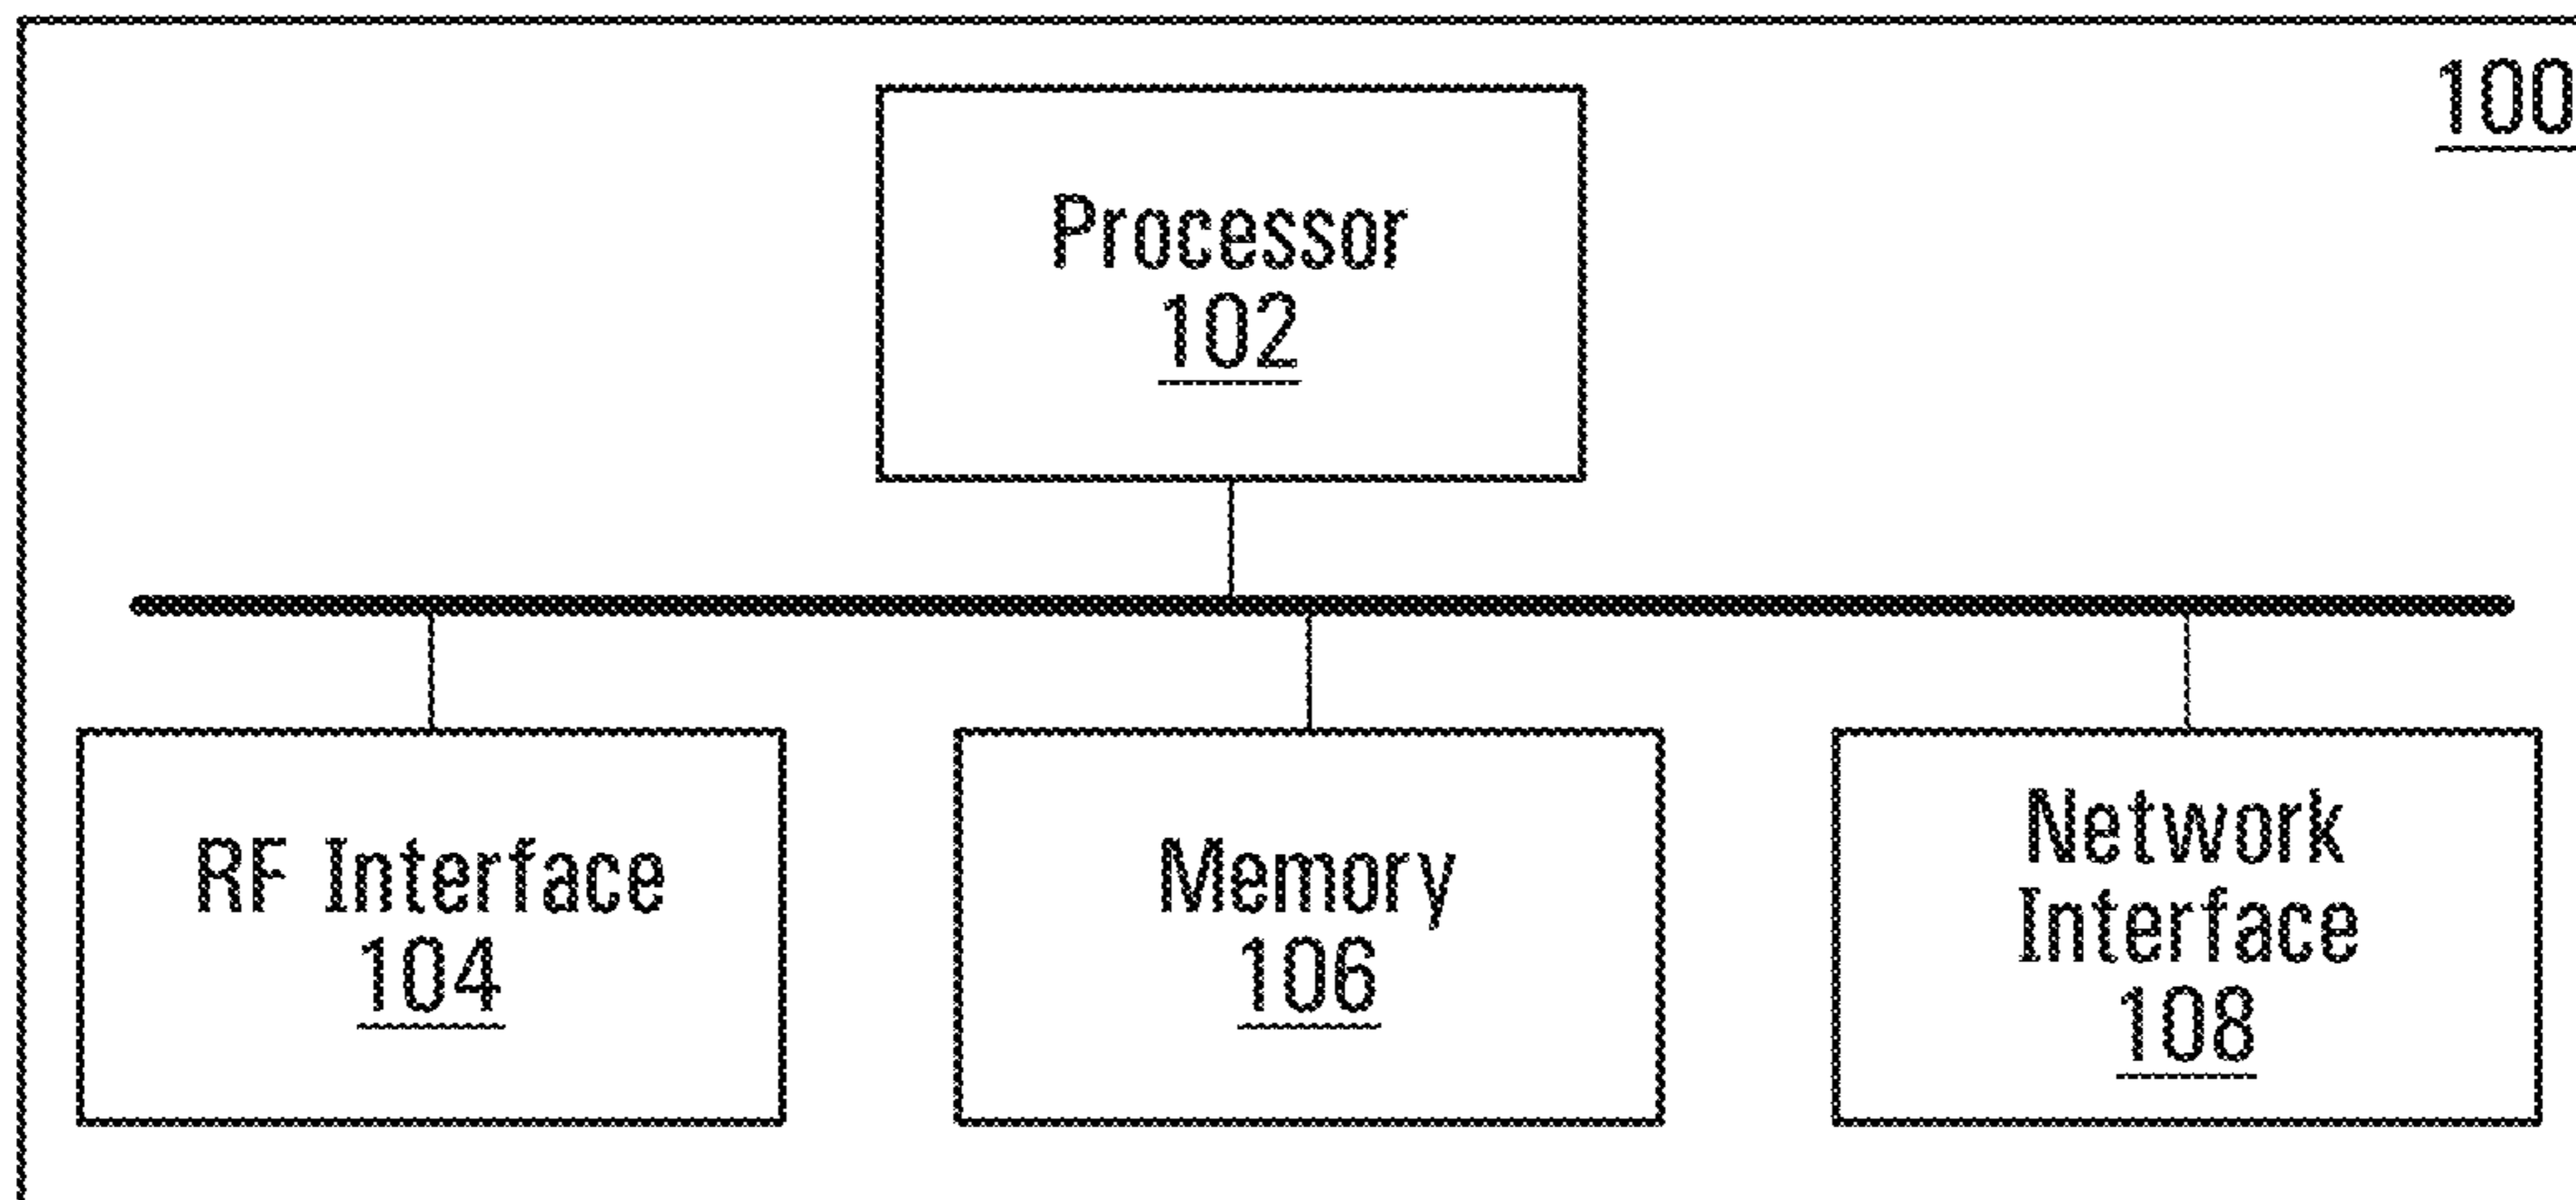 100
Processor
102
RF Interface
104
Memory
106
Network
Interface
108